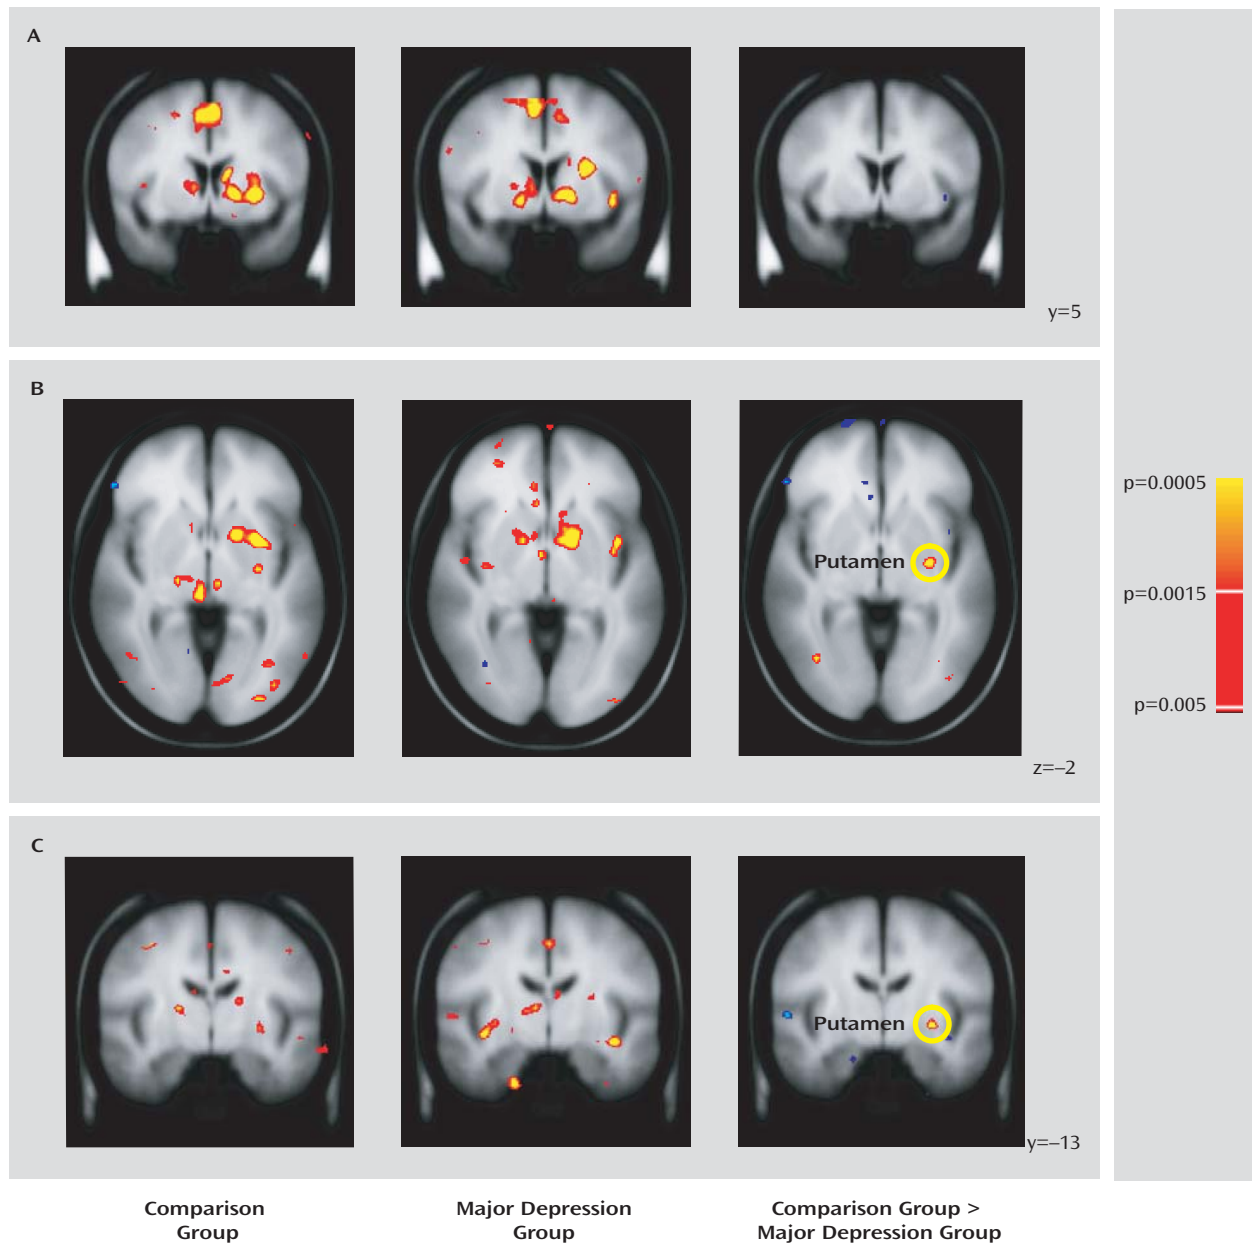 A
y=5
B
Putamen
z=–2
p=0.0005
p=0.0015
p=0.005
C
Putamen
y=–13
Comparison
Group
Major Depression
Group
Comparison Group >
Major Depression Group